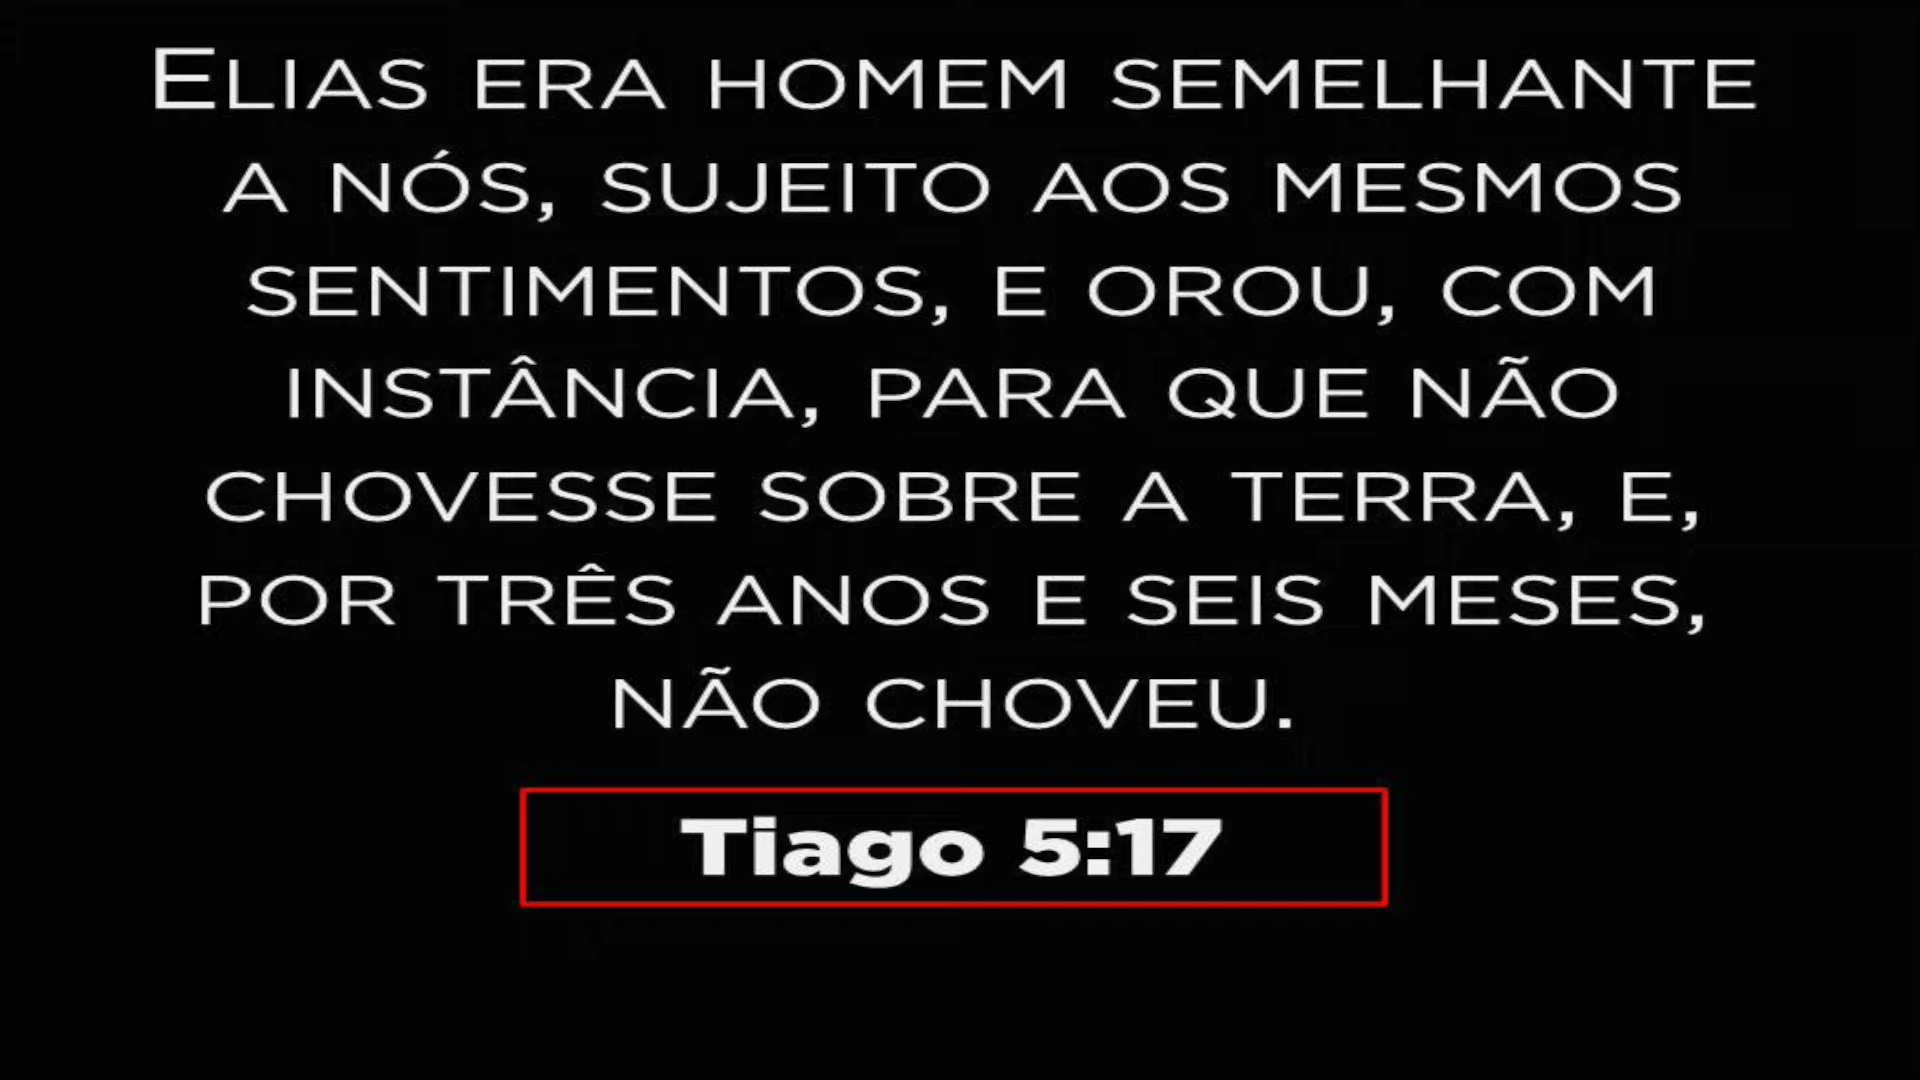 ELIAS ERA HOMEM SEMELHANTE
A NÓS, SUJEITO AOS MESMOS
SENTIMENTOS, E OROU, COM
INSTÂNCIA, PARA QUE NÃO
CHOVESSE SOBRE A TERRA, E,
POR TRÊS ANOS E SEIS MESES,
NÃO CHOVEU.
Tiago 5:17